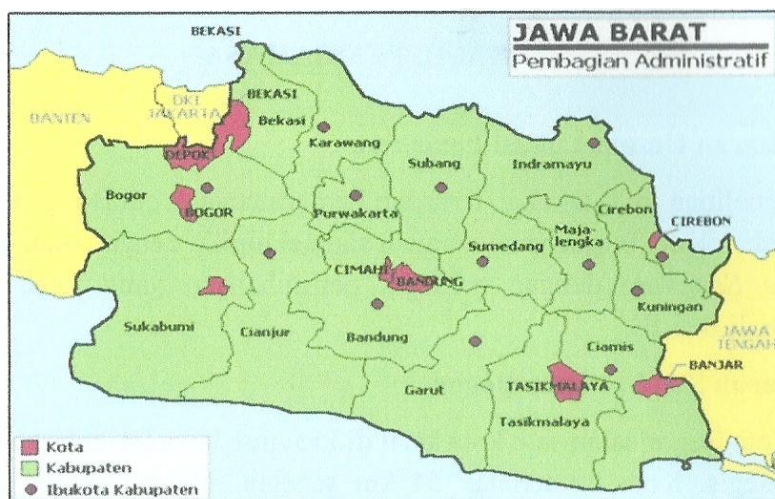 JAWA BARAT
Pembagian Administratif
BEKASI
BANTEN
DKI
JAKARTA
BEKASI
Bekasi
DEPOK
Karawang
Subang
Indramayu
Bogor
BOGOR
Purwakarta
Cirebon
CIREBON
Sumedang
Maja-
lengka
CIMAHI
BANDUNG
Kuningan
Sukabumi
Cianjur
Bandung
Ciamis
JAWA
TENGAH
BANJAR
Garut
TASIKMALAYA
Tasikmalaya
Kota
Kabupaten
Ibukota Kabupaten